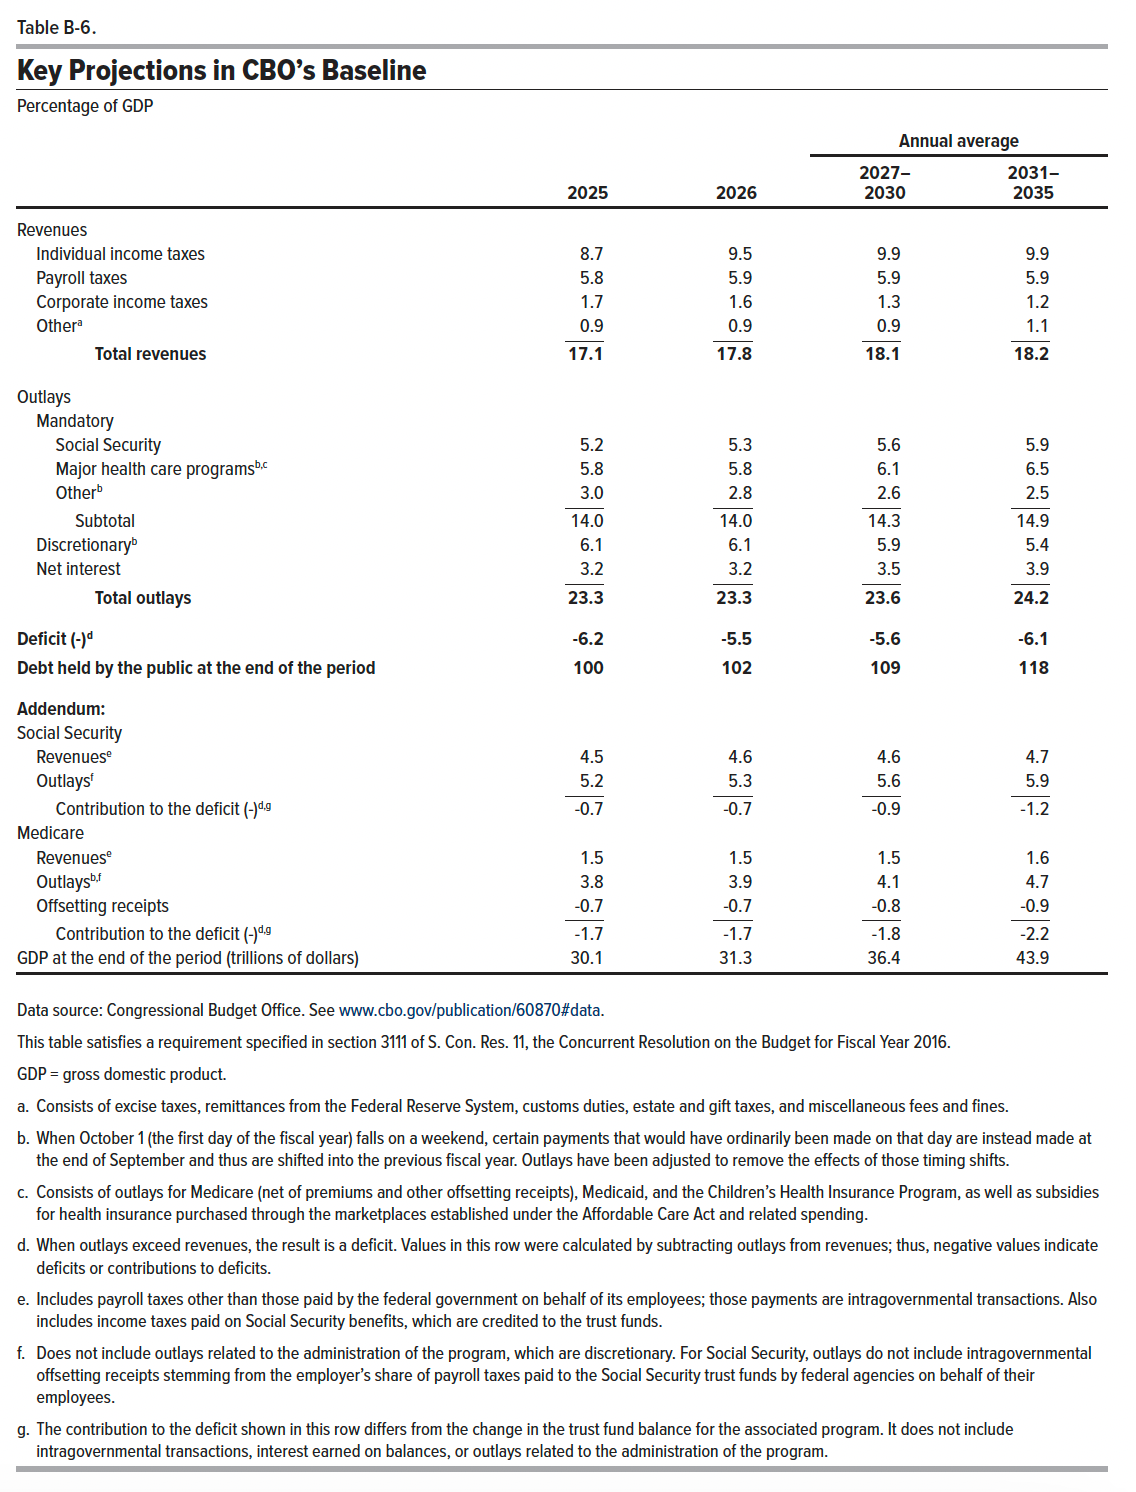 Table B-6.
Key Projections in CBO’s Baseline
Percentage of GDP
Annual average
2025 2026 2027–2030 2031–2035
Revenues
Individual income taxes 8.7 9.5 9.9 9.9
Payroll taxes 5.8 5.9 5.9 5.9
Corporate income taxes 1.7 1.6 1.3 1.2
Otherᵃ 0.9 0.9 0.9 1.1
Total revenues 17.1 17.8 18.1 18.2
Outlays
Mandatory
Social Security 5.2 5.3 5.6 5.9
Major health care programsᵇ,ᶜ 5.8 5.8 6.1 6.5
Otherᵇ 3.0 2.8 2.6 2.5
Subtotal 14.0 14.0 14.3 14.9
Discretionaryᵇ 6.1 6.1 5.9 5.4
Net interest 3.2 3.2 3.5 3.9
Total outlays 23.3 23.3 23.6 24.2
Deficit (-)ᵈ -6.2 -5.5 -5.6 -6.1
Debt held by the public at the end of the period 100 102 109 118
Addendum:
Social Security
Revenuesᵉ 4.5 4.6 4.6 4.7
Outlaysᶠ 5.2 5.3 5.6 5.9
Contribution to the deficit (-)ᵈ,ᵍ -0.7 -0.7 -0.9 -1.2
Medicare
Revenuesᵉ 1.5 1.5 1.5 1.6
Outlaysᵇ,ᶠ 3.8 3.9 4.1 4.7
Offsetting receipts -0.7 -0.7 -0.8 -0.9
Contribution to the deficit (-)ᵈ,ᵍ -1.7 -1.7 -1.8 -2.2
GDP at the end of the period (trillions of dollars) 30.1 31.3 36.4 43.9
Data source: Congressional Budget Office. See www.cbo.gov/publication/60870#data.
This table satisfies a requirement specified in section 3111 of S. Con. Res. 11, the Concurrent Resolution on the Budget for Fiscal Year 2016.
GDP = gross domestic product.
a. Consists of excise taxes, remittances from the Federal Reserve System, customs duties, estate and gift taxes, and miscellaneous fees and fines.
b. When October 1 (the first day of the fiscal year) falls on a weekend, certain payments that would have ordinarily been made on that day are instead made at
the end of September and thus are shifted into the previous fiscal year. Outlays have been adjusted to remove the effects of those timing shifts.
c. Consists of outlays for Medicare (net of premiums and other offsetting receipts), Medicaid, and the Children’s Health Insurance Program, as well as subsidies
for health insurance purchased through the marketplaces established under the Affordable Care Act and related spending.
d. When outlays exceed revenues, the result is a deficit. Values in this row were calculated by subtracting outlays from revenues; thus, negative values indicate
deficits or contributions to deficits.
e. Includes payroll taxes other than those paid by the federal government on behalf of its employees; those payments are intragovernmental transactions. Also
includes income taxes paid on Social Security benefits, which are credited to the trust funds.
f. Does not include outlays related to the administration of the program, which are discretionary. For Social Security, outlays do not include intragovernmental
offsetting receipts stemming from the employer’s share of payroll taxes paid to the Social Security trust funds by federal agencies on behalf of their
employees.
g. The contribution to the deficit shown in this row differs from the change in the trust fund balance for the associated program. It does not include
intragovernmental transactions, interest earned on balances, or outlays related to the administration of the program.